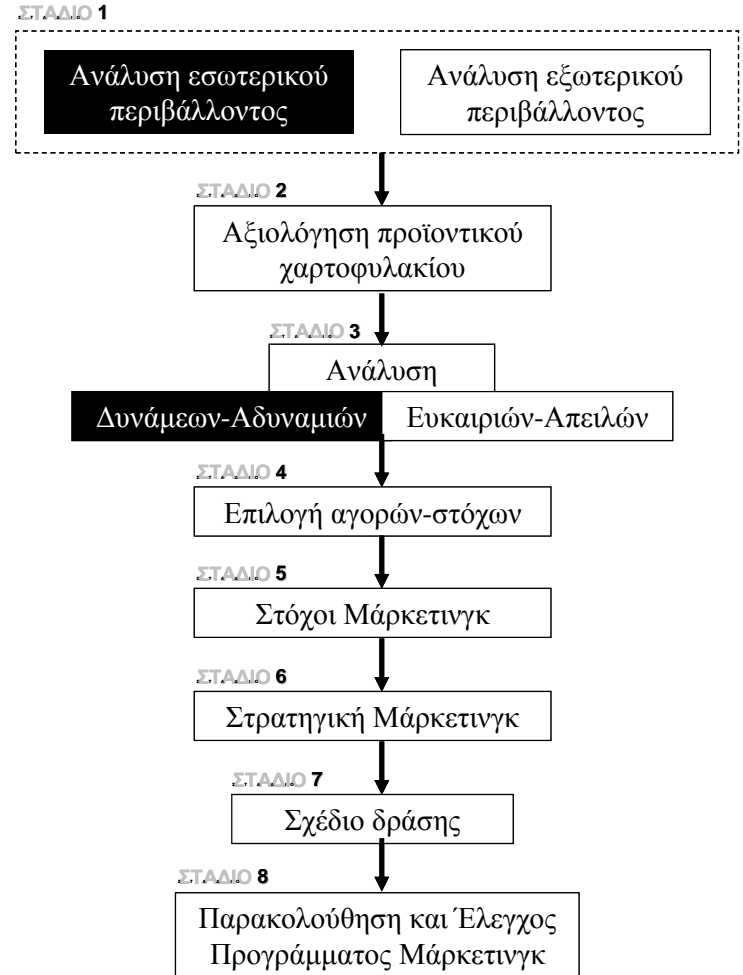 ΣΤΑΔΙΟ 1
Ανάλυση εσωτερικού
περιβάλλοντος
Ανάλυση εξωτερικού
περιβάλλοντος
ΣΤΑΔΙΟ 2
Αξιολόγηση προϊοντικού
χαρτοφυλακίου
ΣΤΑΔΙΟ 3
Ανάλυση
Δυνάμεων-Αδυναμιών
Ευκαιριών-Απειλών
ΣΤΑΔΙΟ 4
Επιλογή αγορών-στόχων
ΣΤΑΔΙΟ 5
Στόχοι Μάρκετινγκ
ΣΤΑΔΙΟ 6
Στρατηγική Μάρκετινγκ
ΣΤΑΔΙΟ 7
Σχέδιο δράσης
ΣΤΑΔΙΟ 8
Παρακολούθηση και Έλεγχος
Προγράμματος Μάρκετινγκ